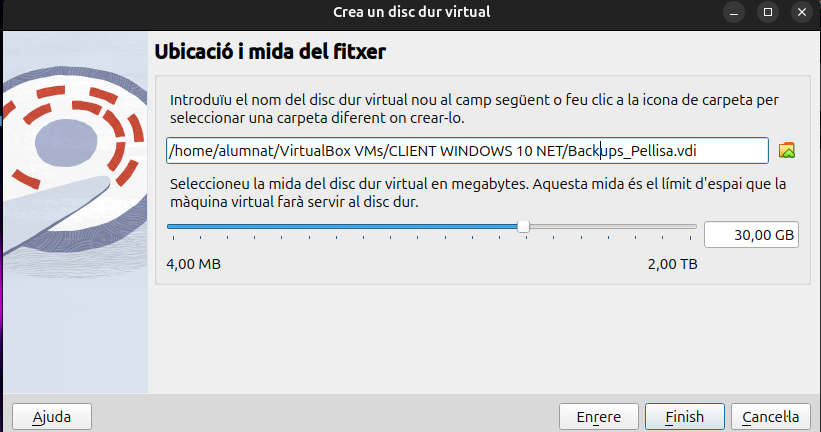 Crea un disc dur virtual
Ubicació i mida del fitxer
Introduïu el nom del disc dur virtual nou al camp següent o feu clic a la icona de carpeta per
seleccionar una carpeta diferent on crear-lo.
/home/alumnat/VirtualBox VMs/CLIENT WINDOWS 10 NET/Backups_Pellisa.vdi
Seleccioneu la mida del disc dur virtual en megabytes. Aquesta mida és el límit d'espai que la
màquina virtual farà servir al disc dur.
30,00 GB
4,00 MB
2,00 TB
Ajuda
Enrere
Finish
Cancel·la